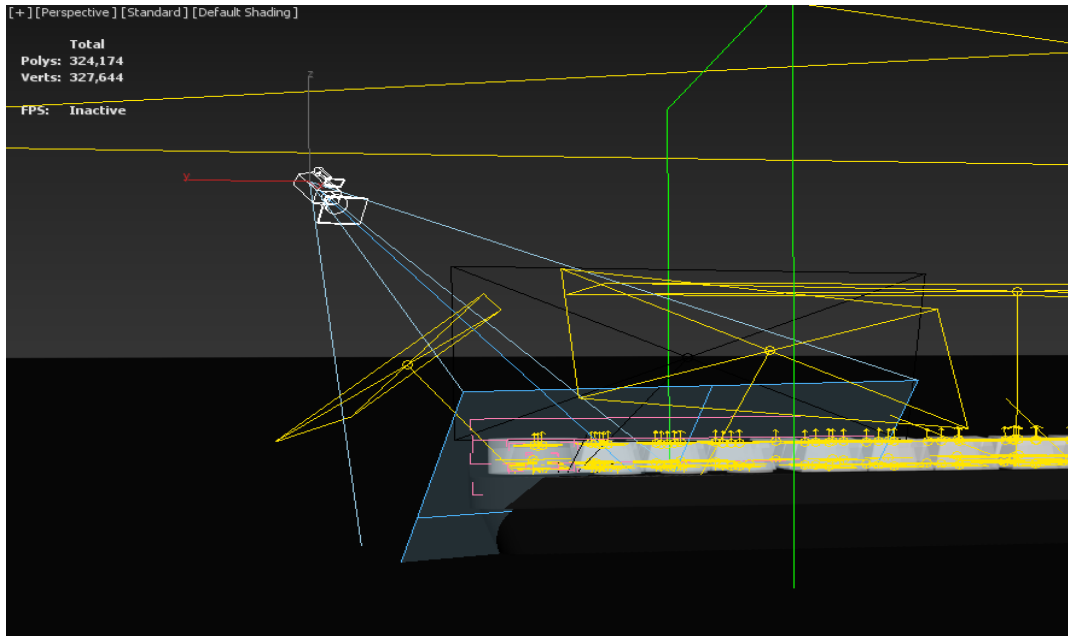 [+] [Perspective] [Standard] [Default Shading]
Total
Polys: 324,174
Verts: 327,644
FPS: Inactive
z
y